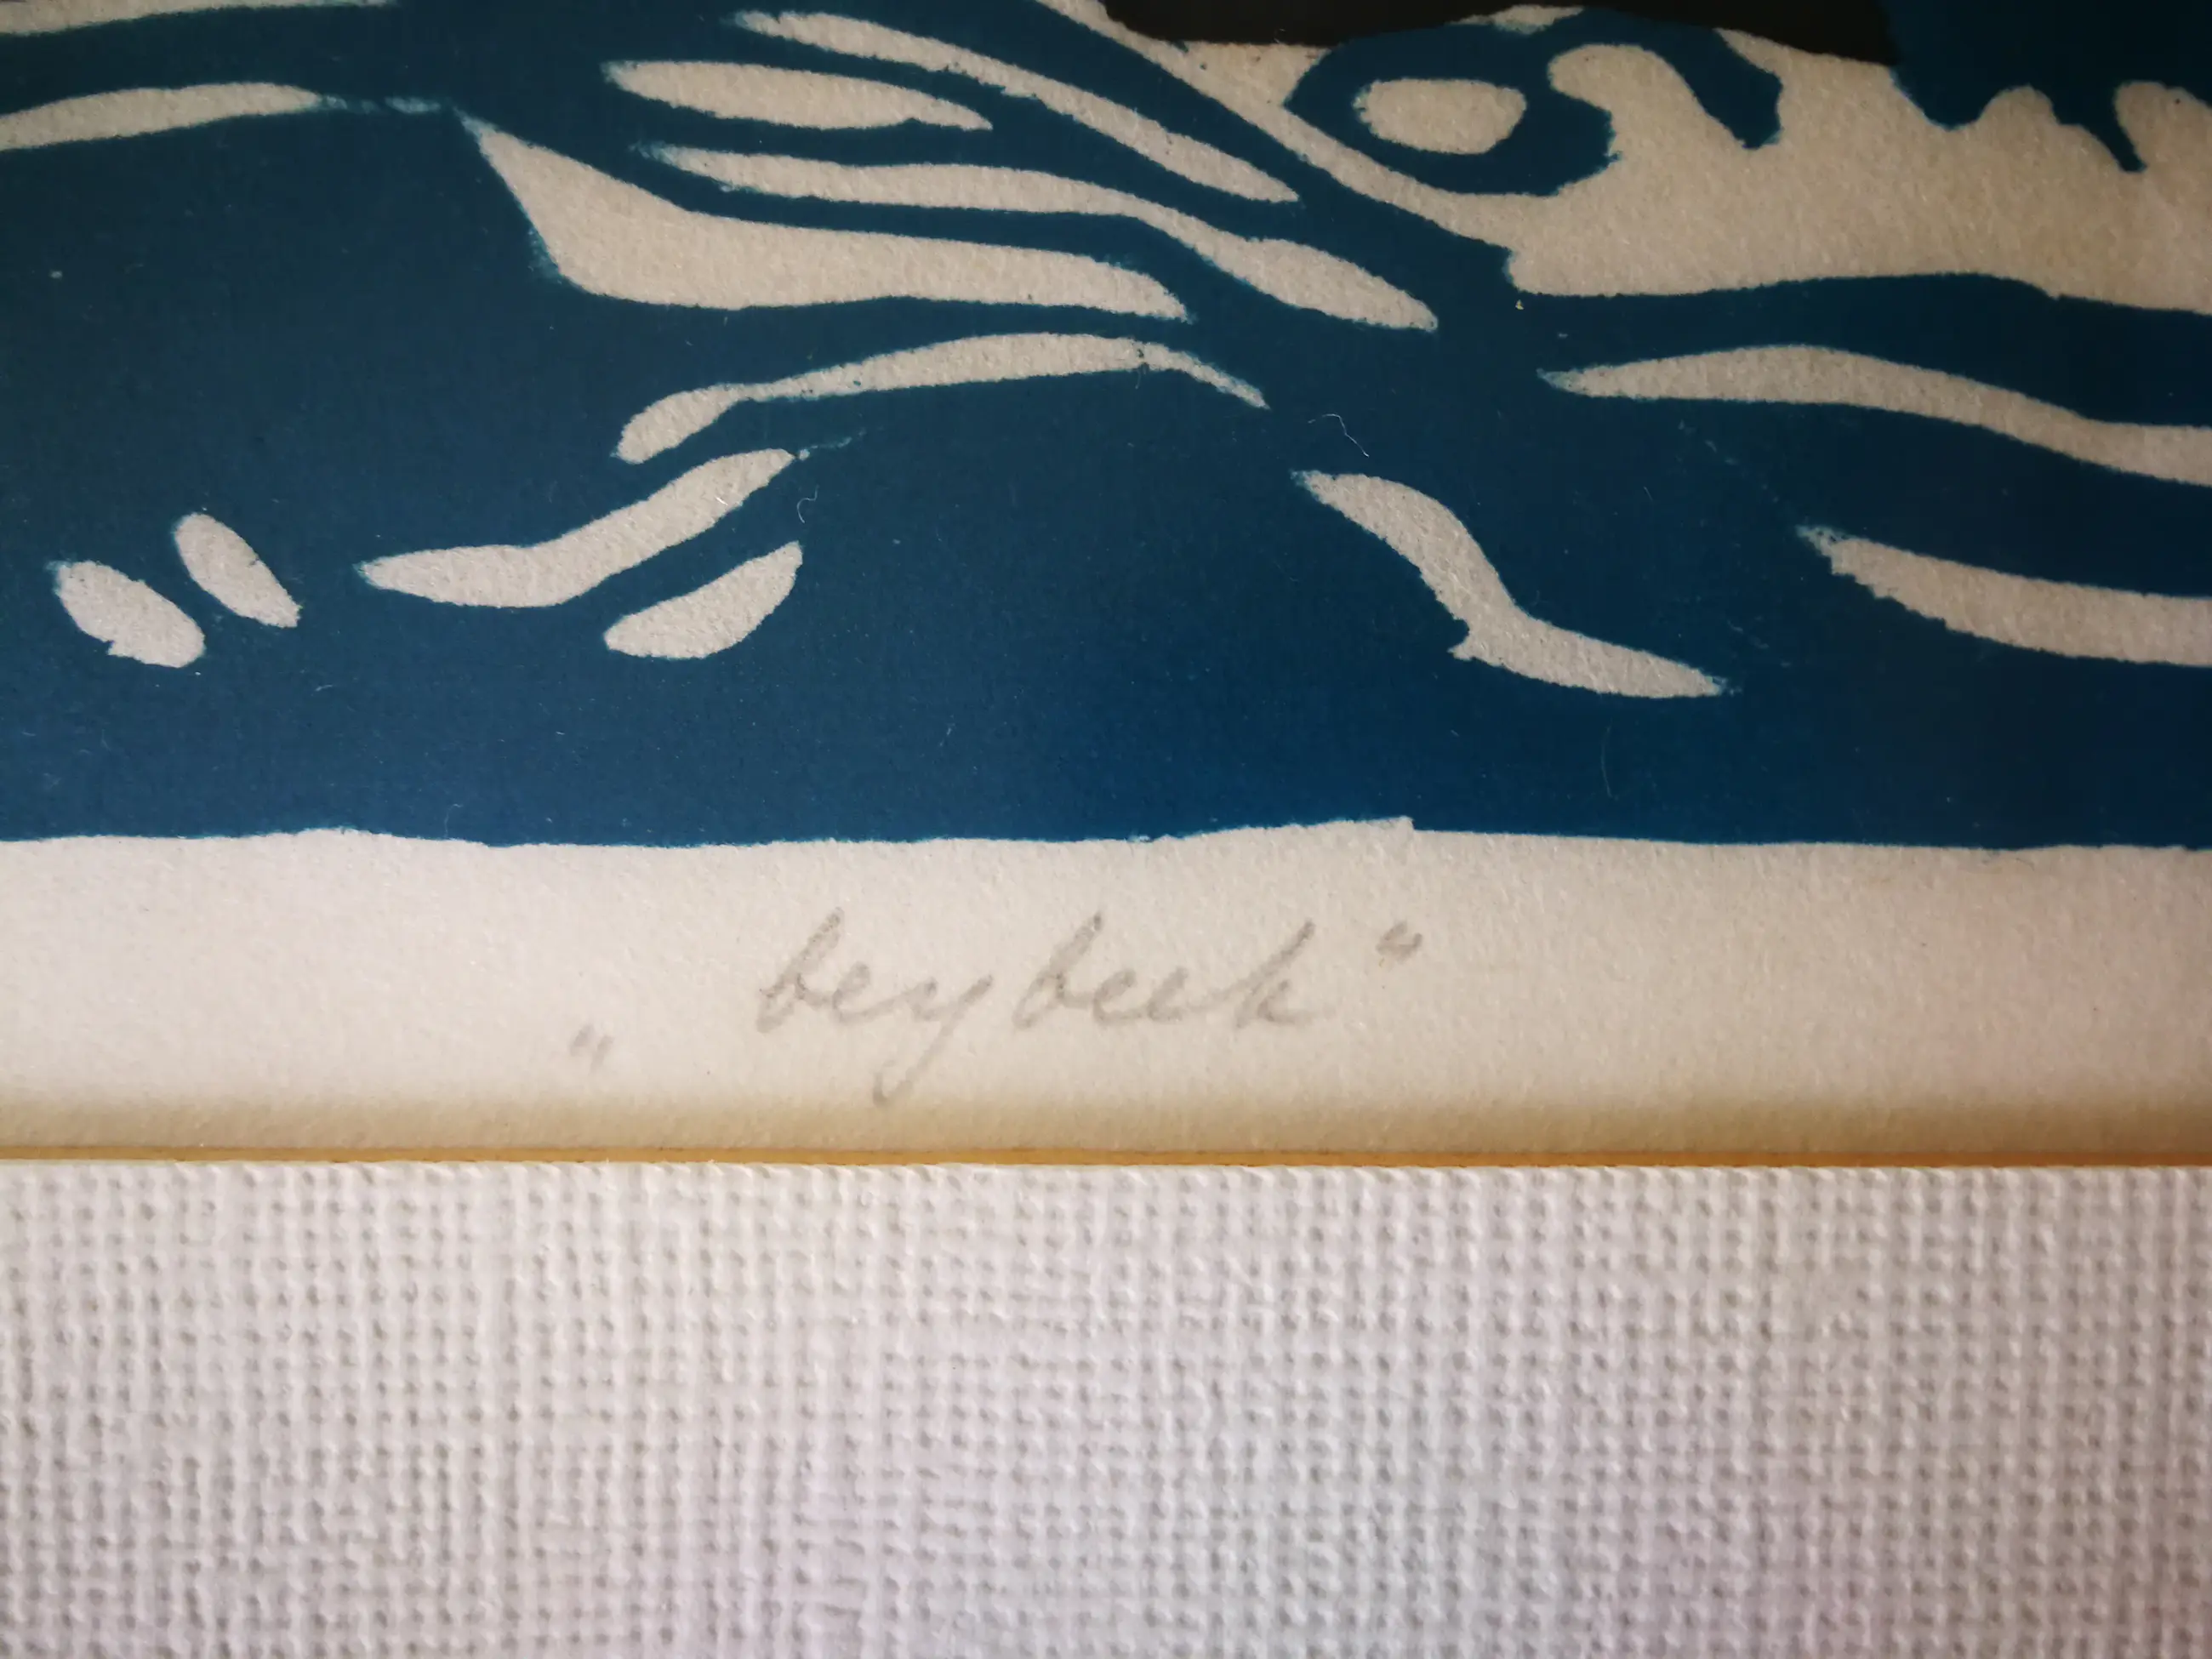 „ beybeek "